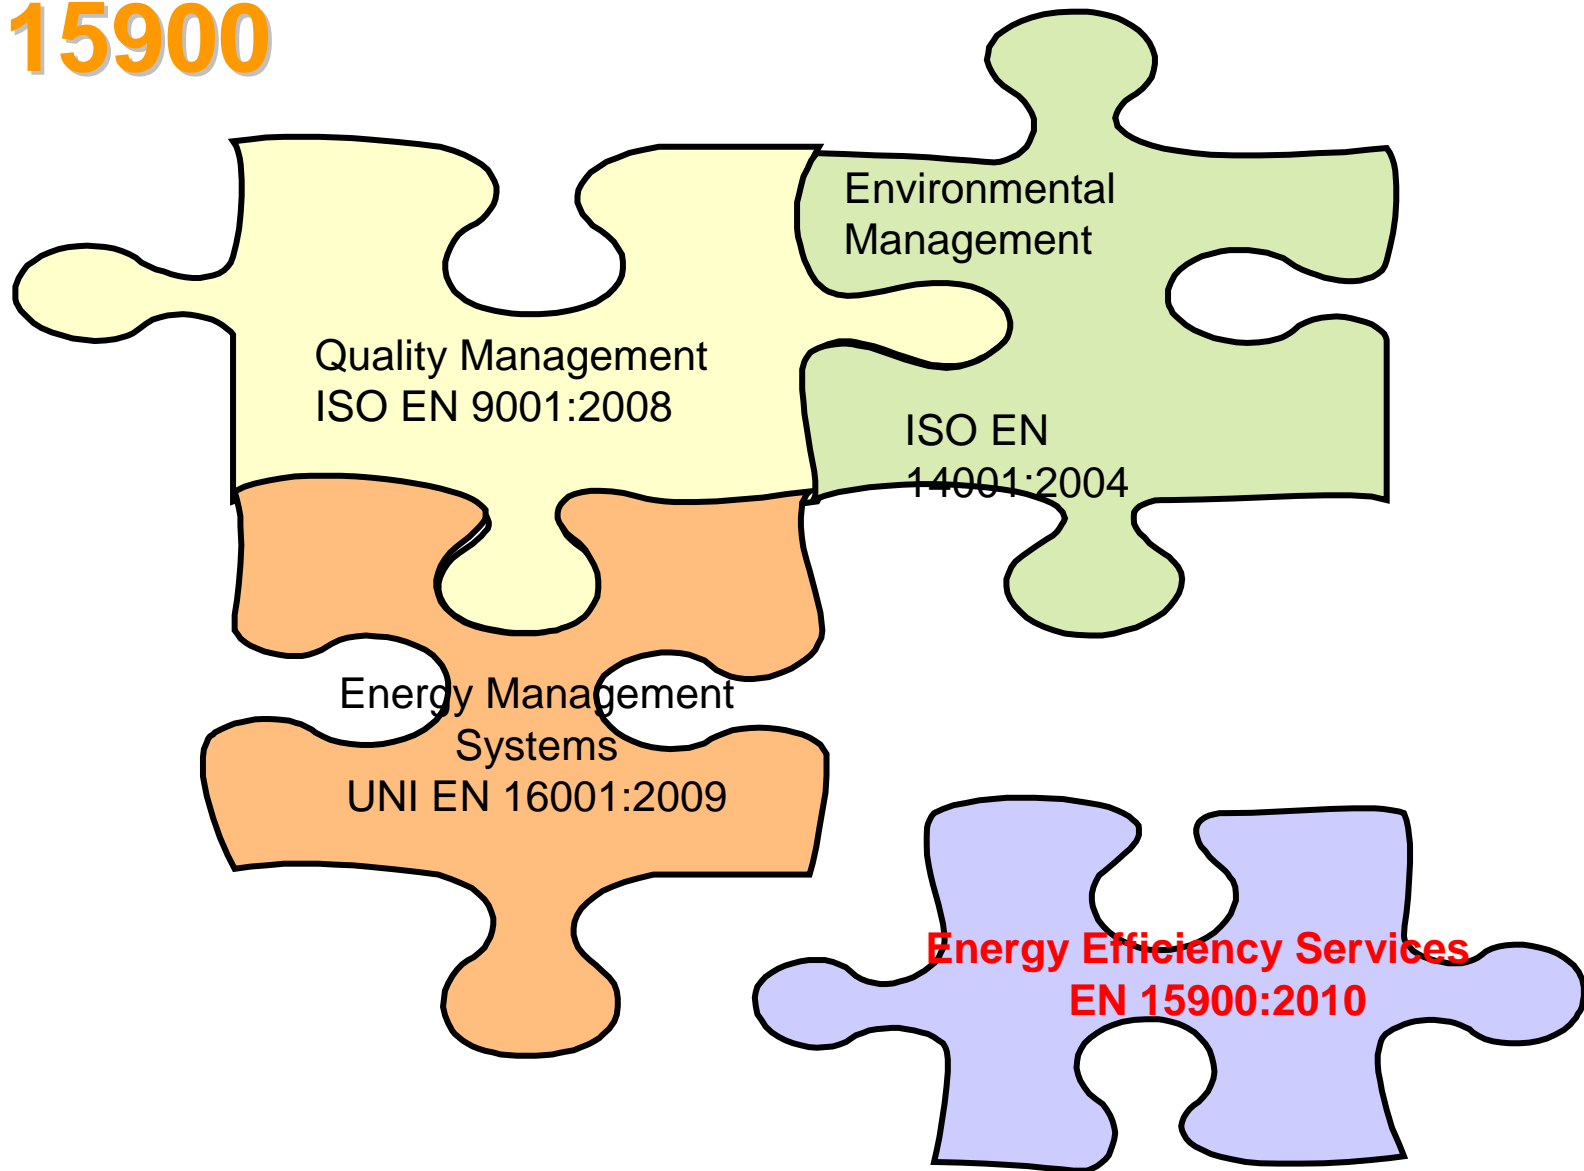 15900
Environmental
Management
Quality Management
ISO EN 9001:2008
ISO EN
14001:2004
Energy Management
Systems
UNI EN 16001:2009
Energy Efficiency Services
EN 15900:2010